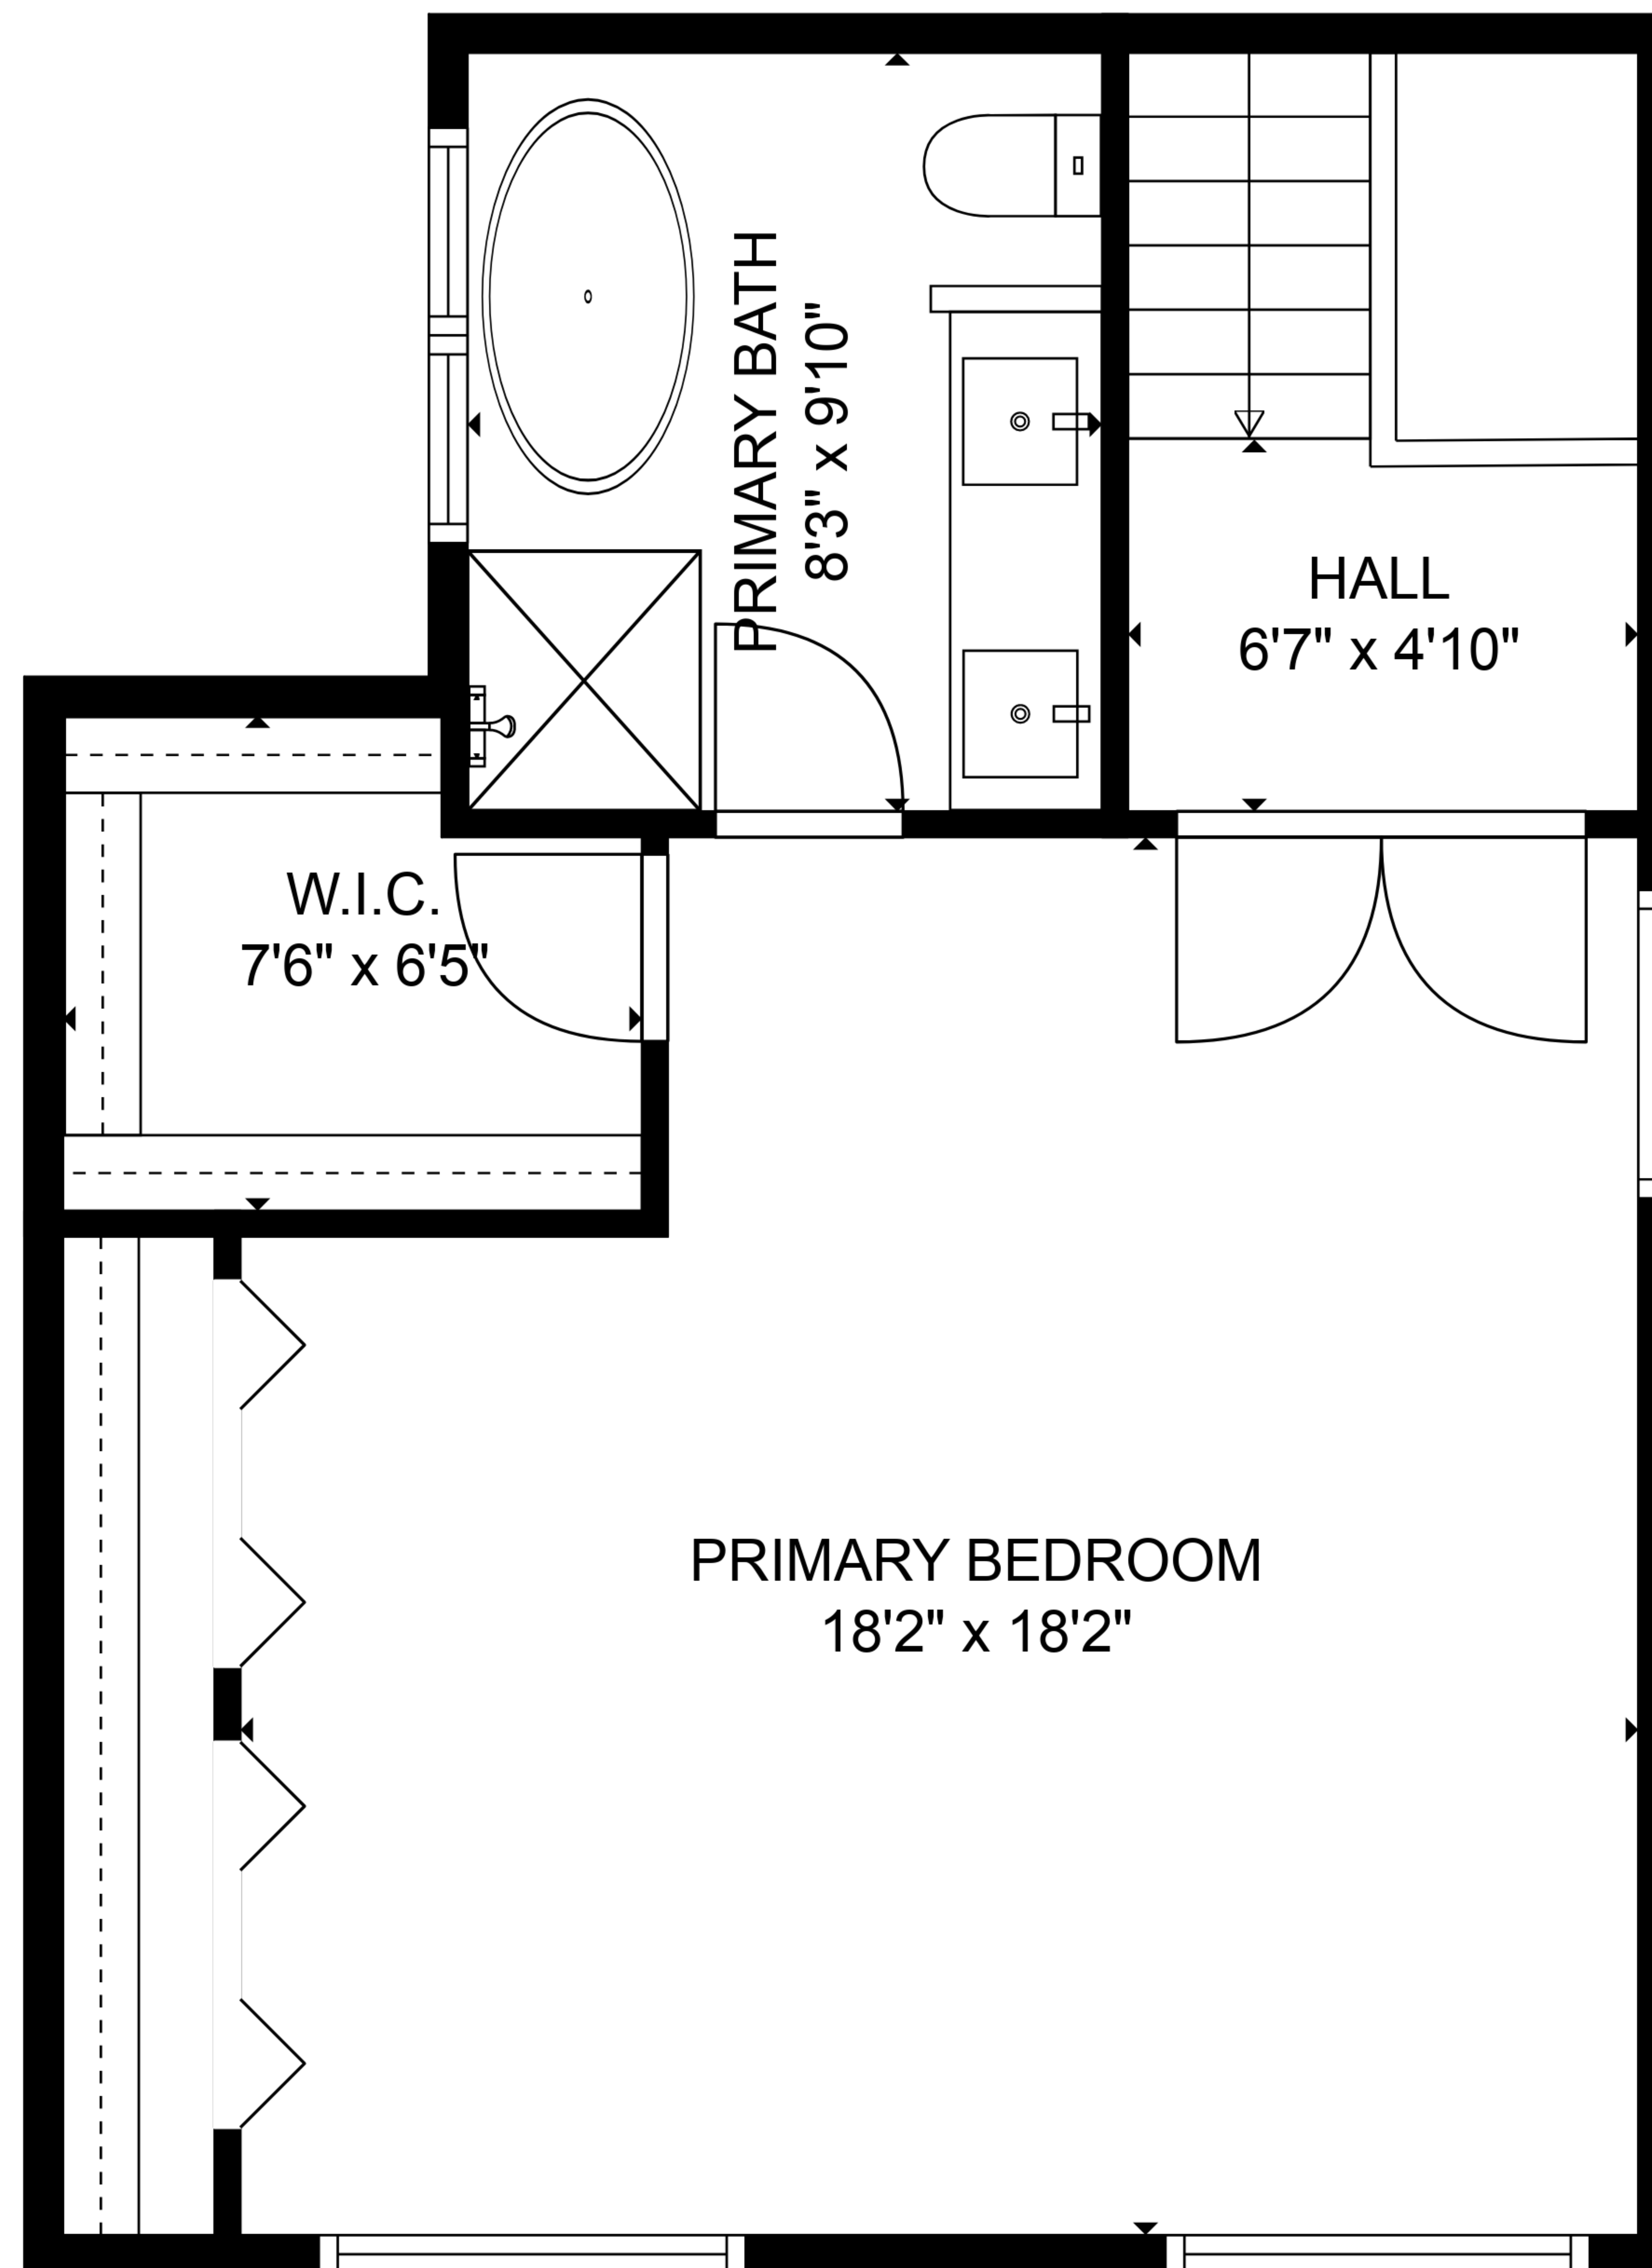 PRIMARY BATH
8'3" x 9'10"
HALL
6'7" x 4'10"
W.I.C.
7'6" x 6'5"
PRIMARY BEDROOM
18'2" x 18'2"